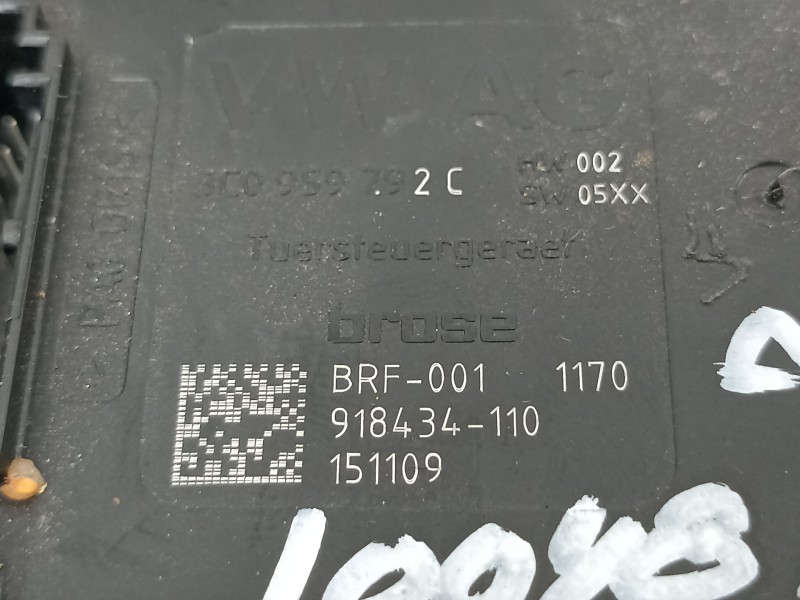 VW AG
3C0 959 792 C HW 002
SW 05XX
Tuersteuergeraet
brose
BRF-001 1170
918434-110
151109